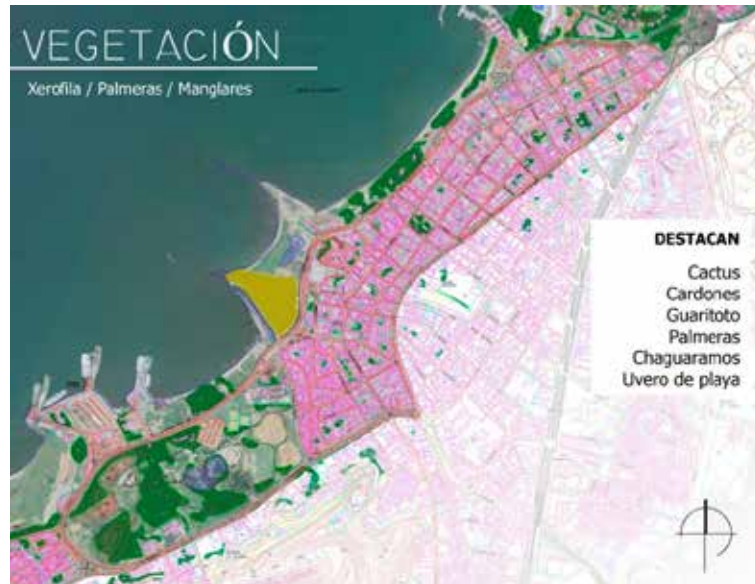 VEGETACIÓN
Xerofila / Palmeras / Manglares
DESTACAN
Cactus
Cardones
Guaritoto
Palmeras
Chaguaramos
Uvero de playa